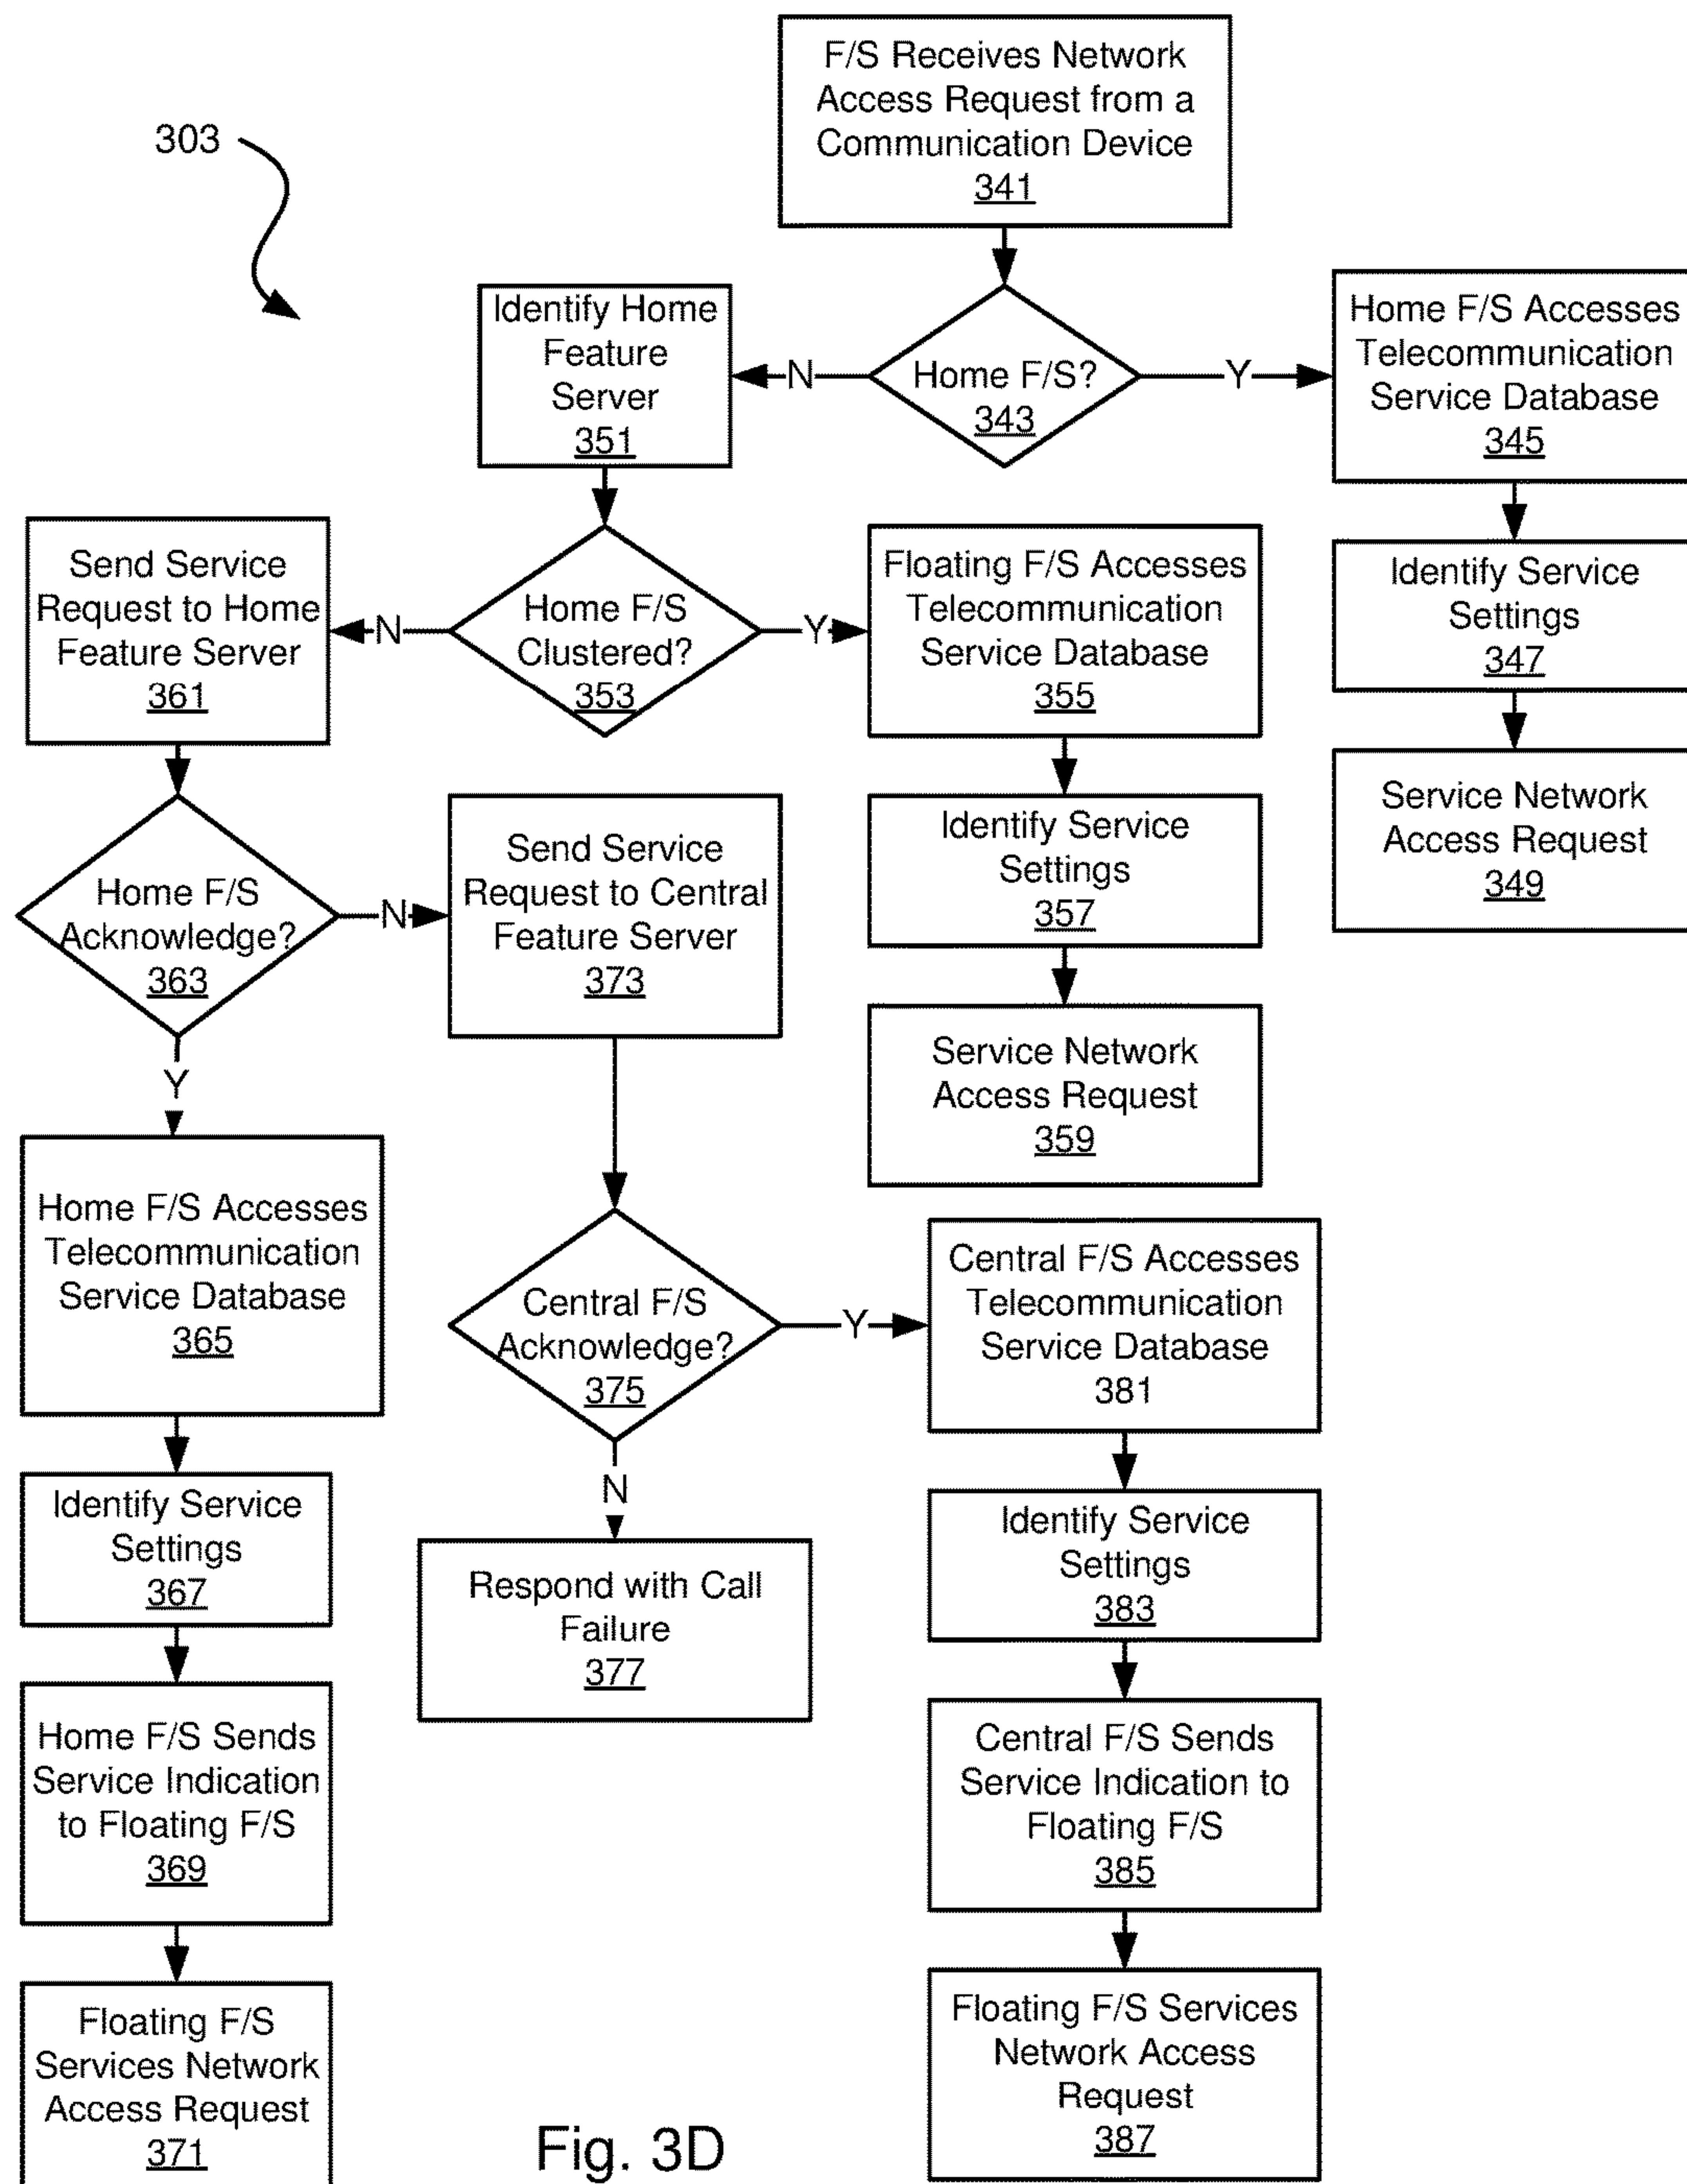 F/S Receives Network
Access Request from a
Communication Device
341
303
Identify Home
Feature
Server
351
N
Home F/S?
343
Y
Home F/S Accesses
Telecommunication
Service Database
345
Send Service
Request to Home
Feature Server
361
N
Home F/S
Clustered?
353
Y
Floating F/S Accesses
Telecommunication
Service Database
355
Identify Service
Settings
347
Service Network
Access Request
349
Home F/S
Acknowledge?
363
N
Send Service
Request to Central
Feature Server
373
Identify Service
Settings
357
Service Network
Access Request
359
Y
Home F/S Accesses
Telecommunication
Service Database
365
Central F/S
Acknowledge?
375
Y
Central F/S Accesses
Telecommunication
Service Database
381
N
Identify Service
Settings
367
Respond with Call
Failure
377
Identify Service
Settings
383
Home F/S Sends
Service Indication
to Floating F/S
369
Central F/S Sends
Service Indication to
Floating F/S
385
Floating F/S
Services Network
Access Request
371
Floating F/S Services
Network Access
Request
387
Fig. 3D